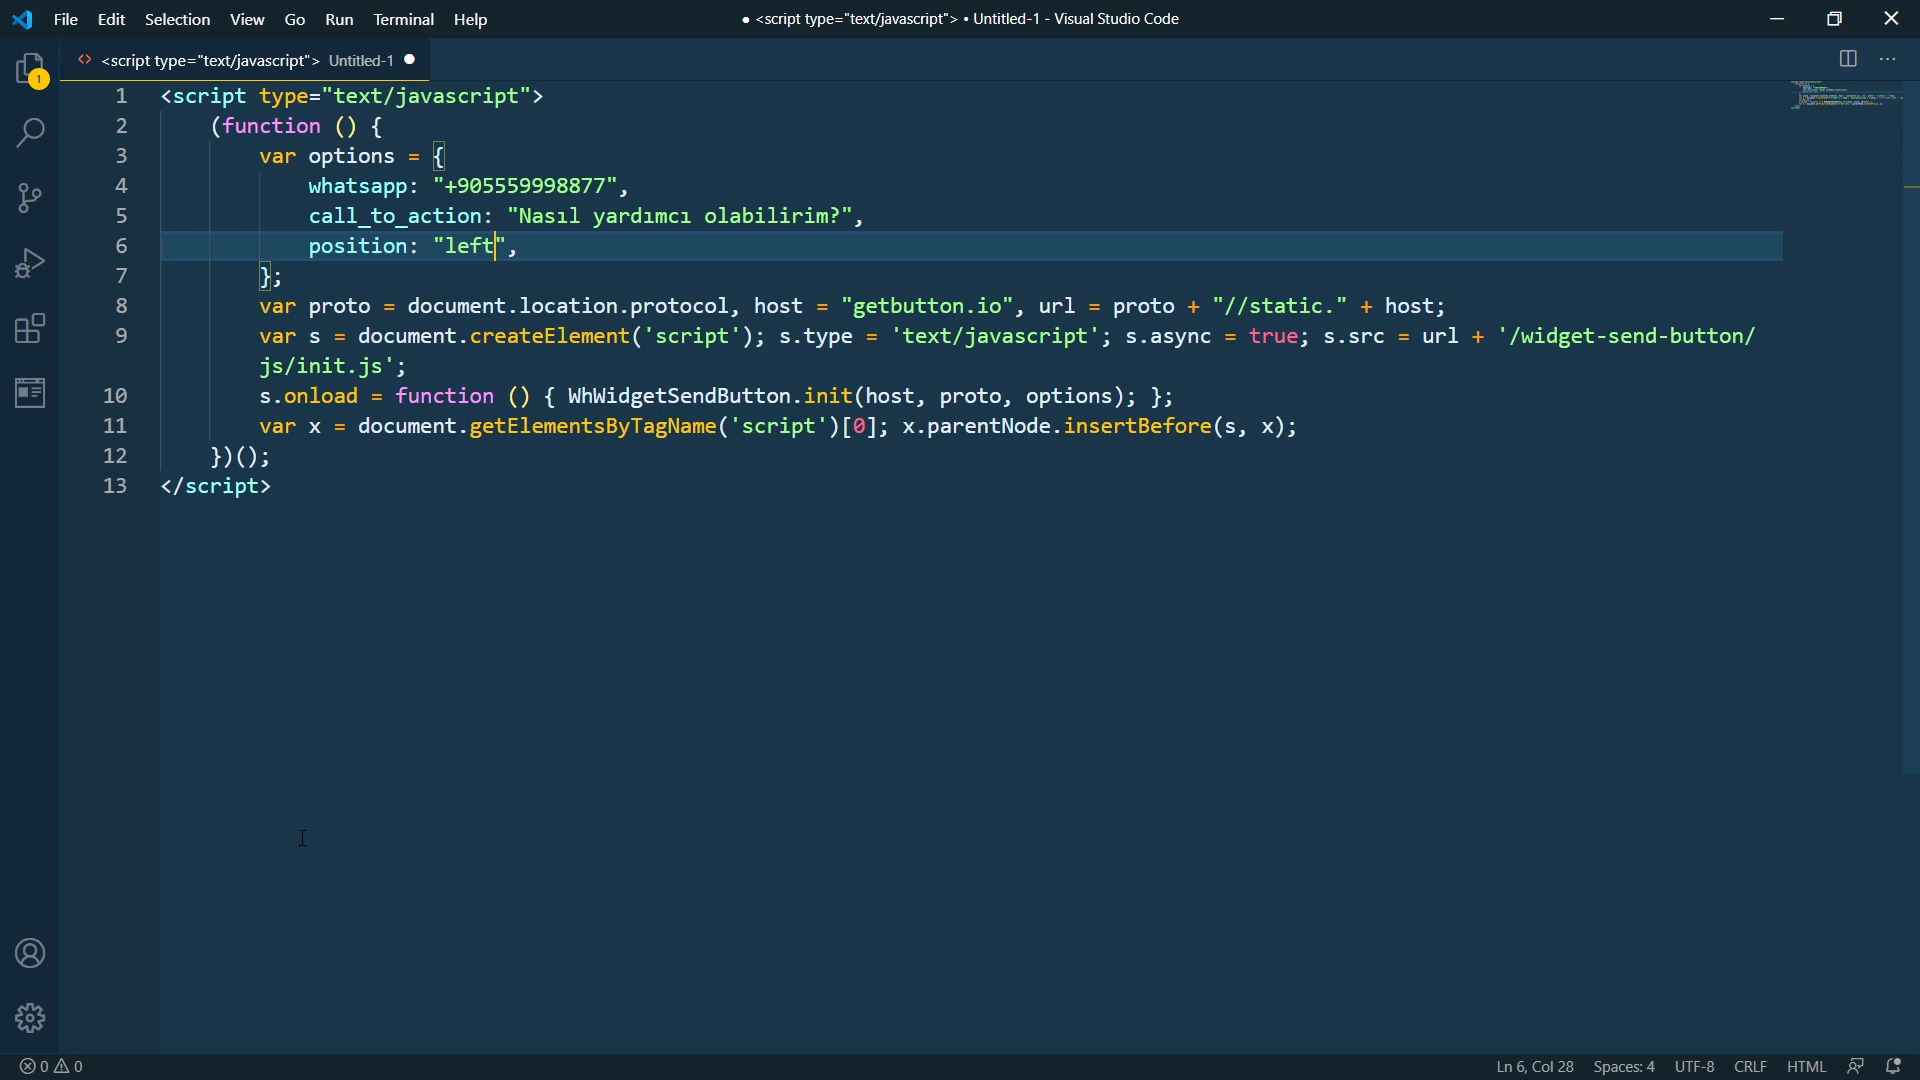 File Edit Selection View Go Run Terminal Help
● <script type="text/javascript"> • Untitled-1 - Visual Studio Code
1
<script type="text/javascript"> Untitled-1
1 <script type="text/javascript">
2 (function () {
3 var options = {
4 whatsapp: "+905559998877",
5 call_to_action: "Nasıl yardımcı olabilirim?",
6 position: "left",
7 };
8 var proto = document.location.protocol, host = "getbutton.io", url = proto + "//static." + host;
9 var s = document.createElement('script'); s.type = 'text/javascript'; s.async = true; s.src = url + '/widget-send-button/
js/init.js';
10 s.onload = function () { WhWidgetSendButton.init(host, proto, options); };
11 var x = document.getElementsByTagName('script')[0]; x.parentNode.insertBefore(s, x);
12 })();
13 </script>
0 0
Ln 6, Col 28 Spaces: 4 UTF-8 CRLF HTML